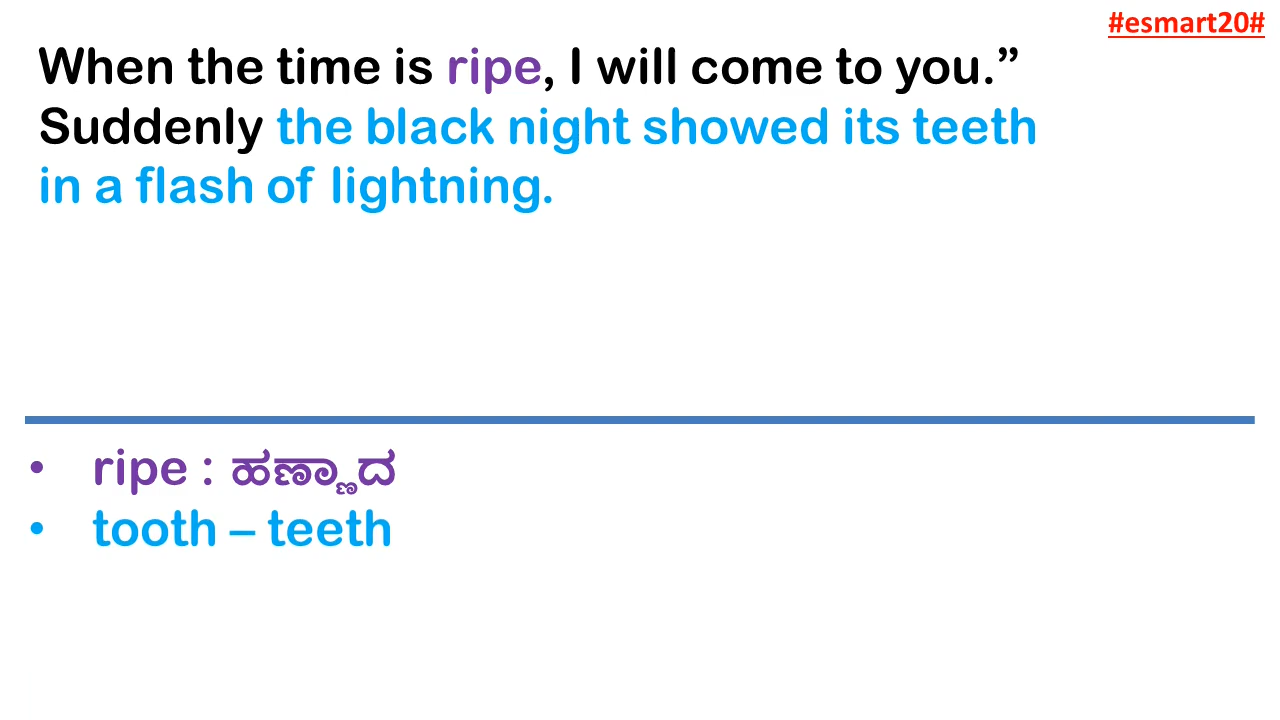 #esmart20#
When the time is ripe, I will come to you.”
Suddenly the black night showed its teeth
in a flash of lightning.
• ripe : ಹಣ್ಣಾದ
• tooth – teeth